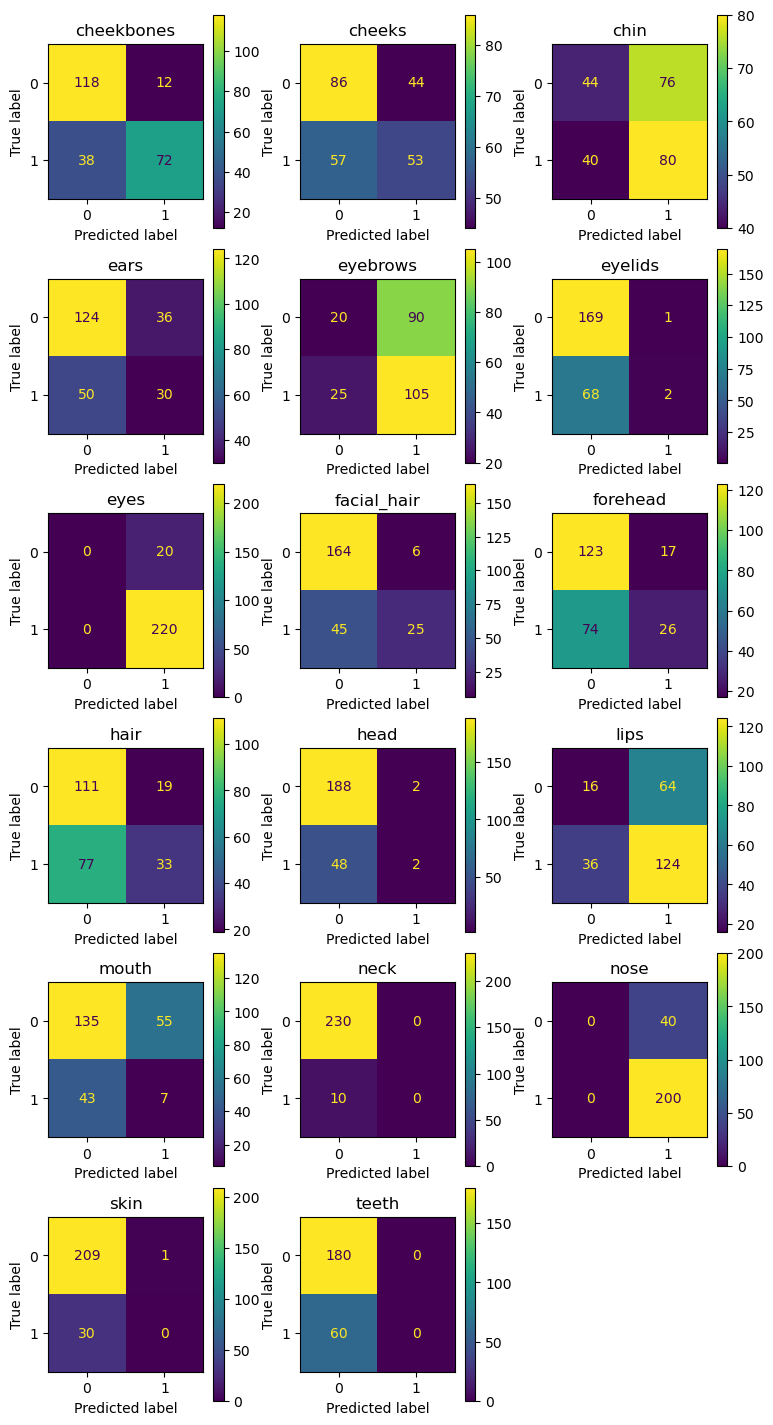 cheekbones cheeks chin
True label 0 118 12 100 True label 0 86 44 80 True label 0 44 76 80
80 75 70
60 70 65 60
True label 1 38 72 40 1 57 53 60 55 1 40 80 50
20 50 40
0 1 0 1 0 1
Predicted label Predicted label Predicted label
ears eyebrows eyelids
True label 0 124 36 120 True label 0 20 90 100 True label 0 169 1 150
100 80 125
80 60 100 75
1 50 30 60 1 25 105 40 1 68 2 50
40 20 25
0 1 0 1 0 1
Predicted label Predicted label Predicted label
eyes facial_hair forehead
True label 0 0 20 200 True label 0 164 6 150 True label 0 123 17 120
150 125 100
100 100 75 80
1 0 220 50 1 45 25 50 1 74 26 60 40
0 25 20
0 1 0 1 0 1
Predicted label Predicted label Predicted label
hair head lips
True label 0 111 19 100 True label 0 188 2 150 True label 0 16 64 120
80 100 100
60 80
1 77 33 40 1 48 2 50 1 36 124 60 40
20 20
0 1 0 1 0 1
Predicted label Predicted label Predicted label
mouth neck nose
True label 0 135 55 120 True label 0 230 0 200 True label 0 0 40 200
100 150 150
80 60 100 100
1 43 7 40 1 10 0 50 1 0 200 50
20 0 0
0 1 0 1 0 1
Predicted label Predicted label Predicted label
skin teeth
True label 0 209 1 200 True label 0 180 0 150
150
100 100
1 30 0 50 1 60 0 50
0 0
0 1 0 1
Predicted label Predicted label